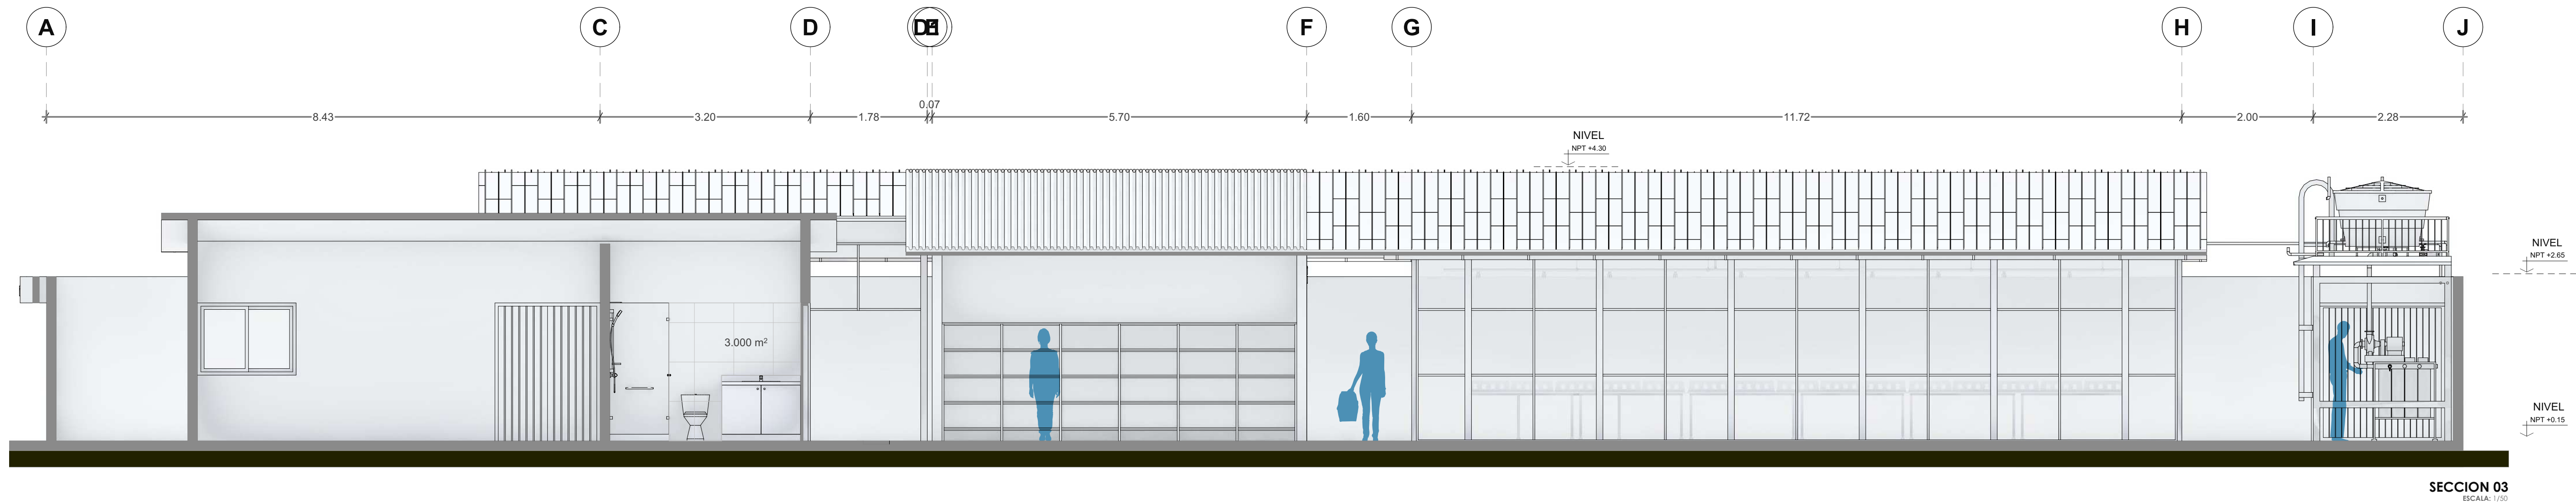 A
C
D
D'
E
F
G
H
I
J
0.07
8.43
3.20
1.78
5.70
1.60
11.72
2.00
2.28
NIVEL
NPT +4.30
NIVEL
NPT +2.65
3.000 m²
NIVEL
NPT +0.15
SECCION 03
ESCALA: 1/50